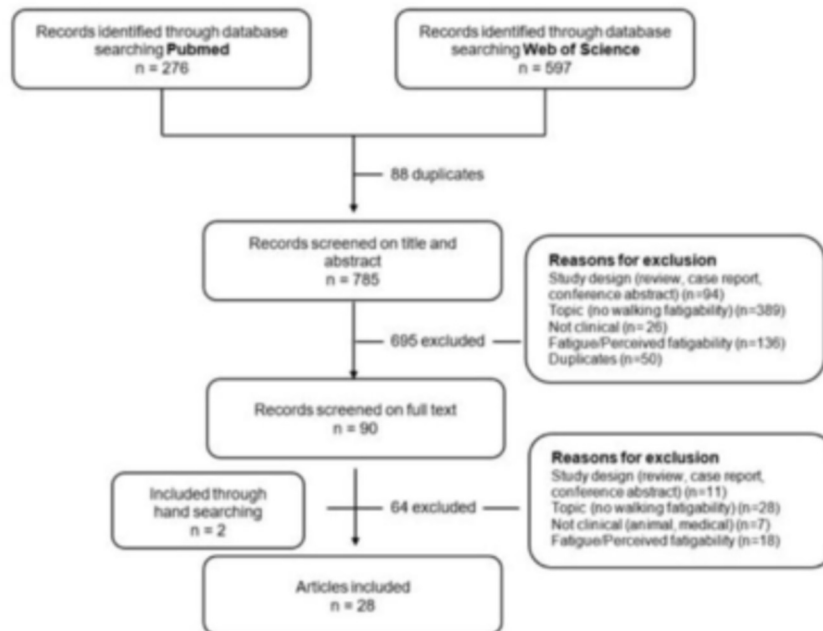 Records identified through database
searching Pubmed
n = 276
Records identified through database
searching Web of Science
n = 597
88 duplicates
Records screened on title and
abstract
n = 785
Reasons for exclusion
Study design (review, case report,
conference abstract) (n=94)
Topic (no walking fatigability) (n=389)
Not clinical (n=26)
Fatigue/Perceived fatigability (n=136)
Duplicates (n=50)
695 excluded
Records screened on full text
n = 90
Reasons for exclusion
Study design (review, case report,
conference abstract) (n=11)
Topic (no walking fatigability) (n=28)
Not clinical (animal, medical) (n=7)
Fatigue/Perceived fatigability (n=18)
Included through
hand searching
n = 2
64 excluded
Articles included
n = 28